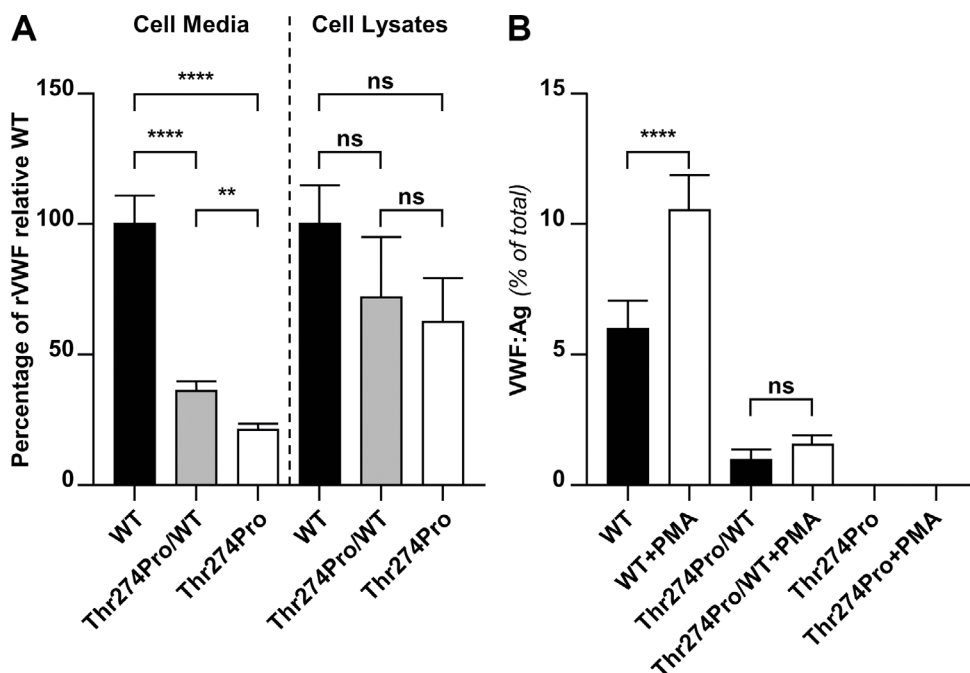 A
Cell Media
Cell Lysates
Percentage of rVWF relative WT
150
100
50
0
****
****
**
ns
ns
ns
WT
Thr274Pro/WT
Thr274Pro
WT
Thr274Pro/WT
Thr274Pro
B
VWF:Ag (% of total)
15
10
5
0
****
ns
WT
WT+PMA
Thr274Pro/WT
Thr274Pro/WT+PMA
Thr274Pro
Thr274Pro+PMA